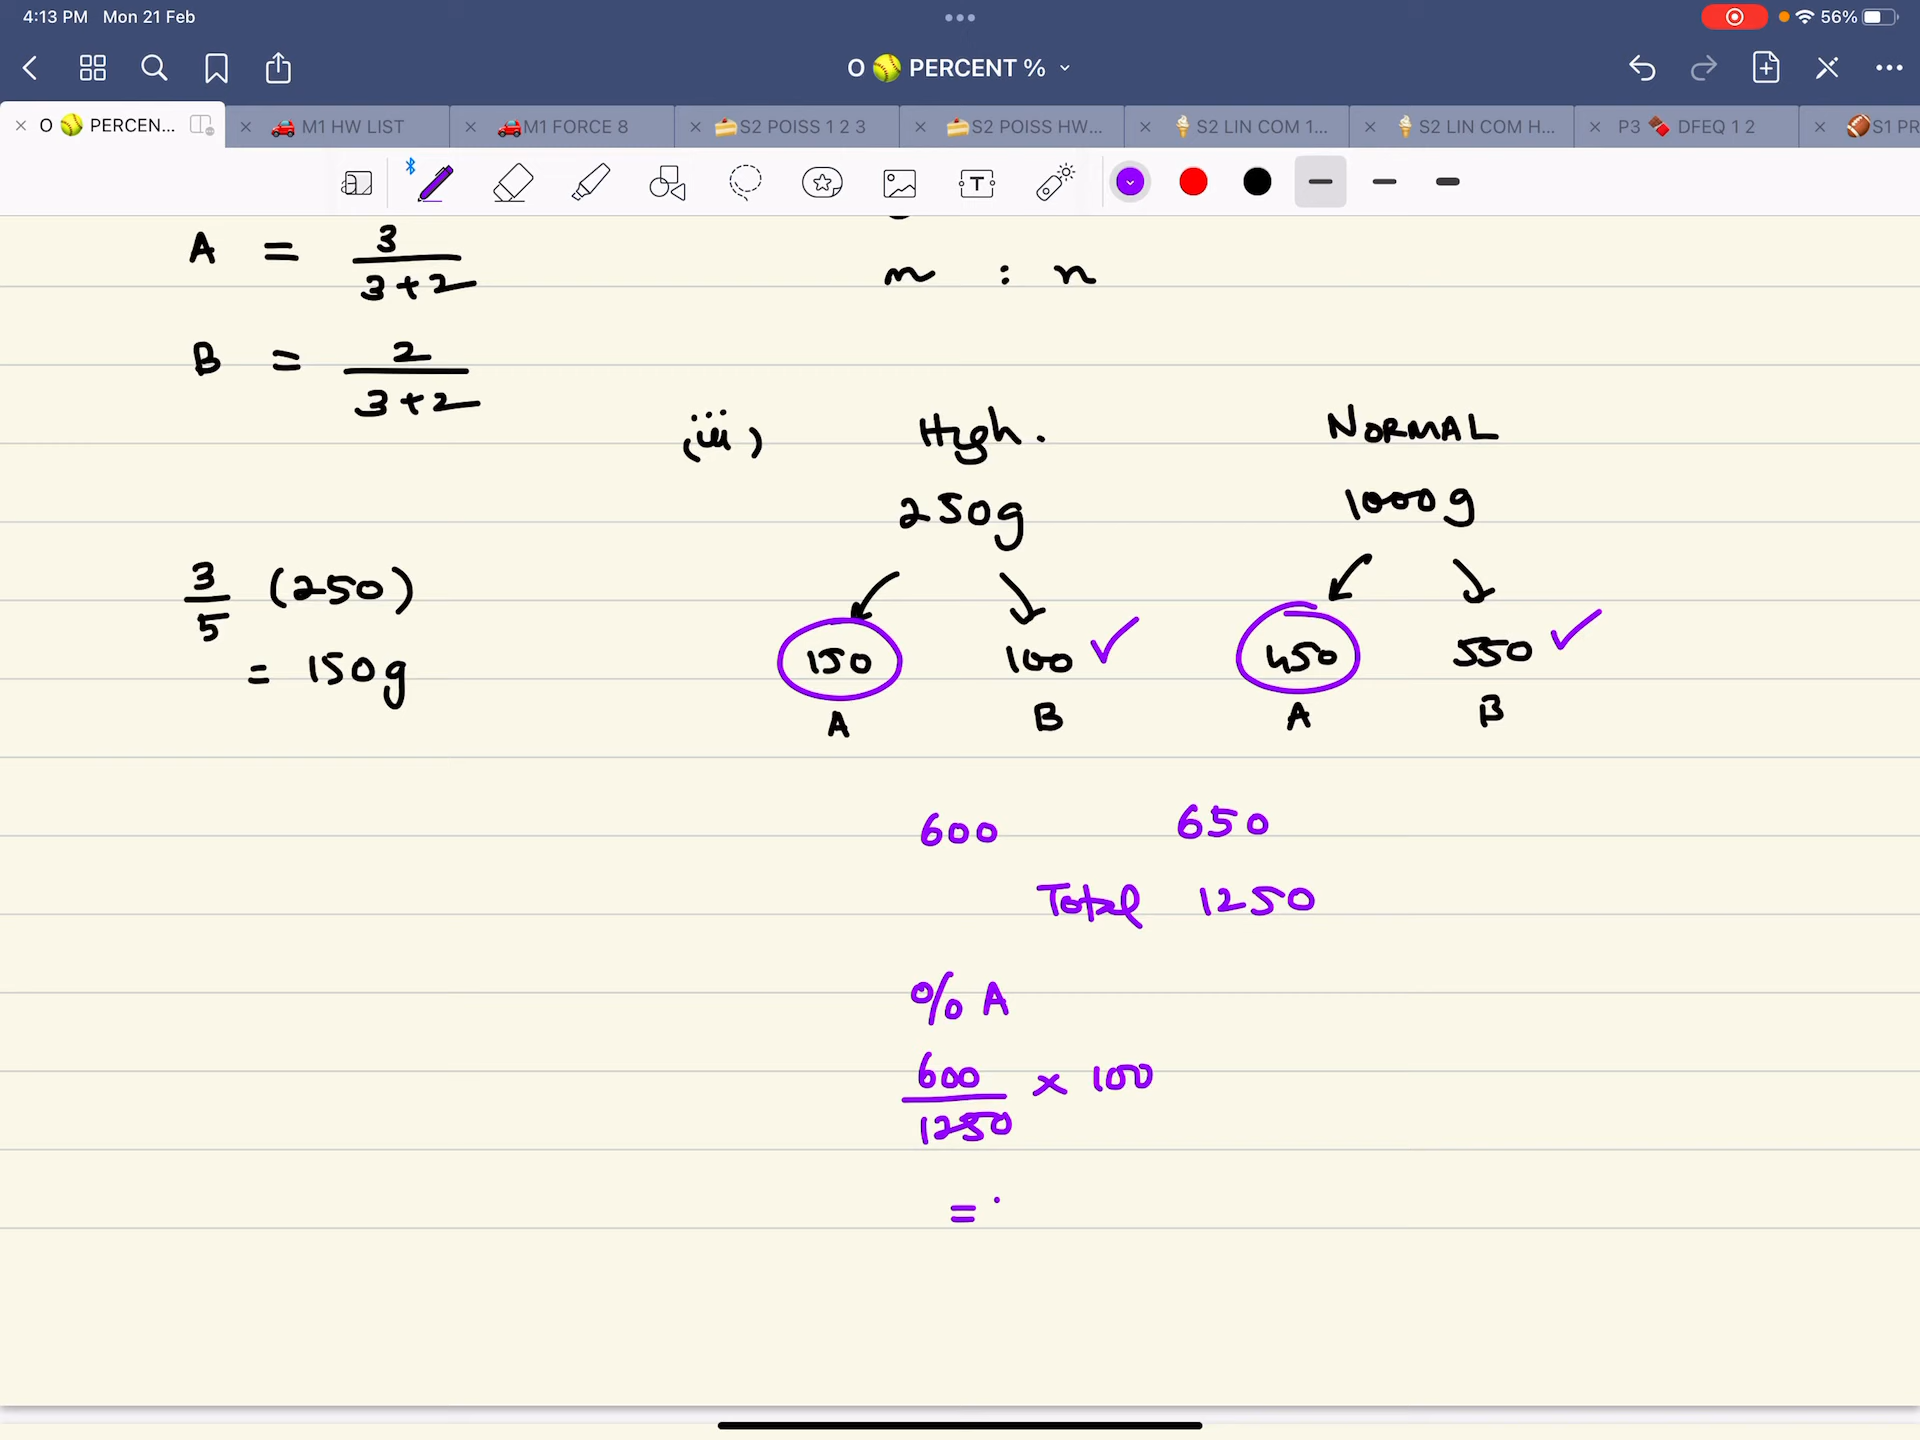 4:13 PM Mon 21 Feb
56%
O PERCENT %
O PERCEN...
M1 HW LIST
M1 FORCE 8
S2 POISS 1 2 3
S2 POISS HW...
S2 LIN COM 1...
S2 LIN COM H...
P3 DFEQ 1 2
S1 PR
A = 3/(3+2)
m : n
B = 2/(3+2)
(iii) High. NORMAL
250g 1000g
3/5 (250)
= 150g
150 100 ✓ 450 550 ✓
A B A B
600 650
Total 1250
% A
600/1250 × 100
=